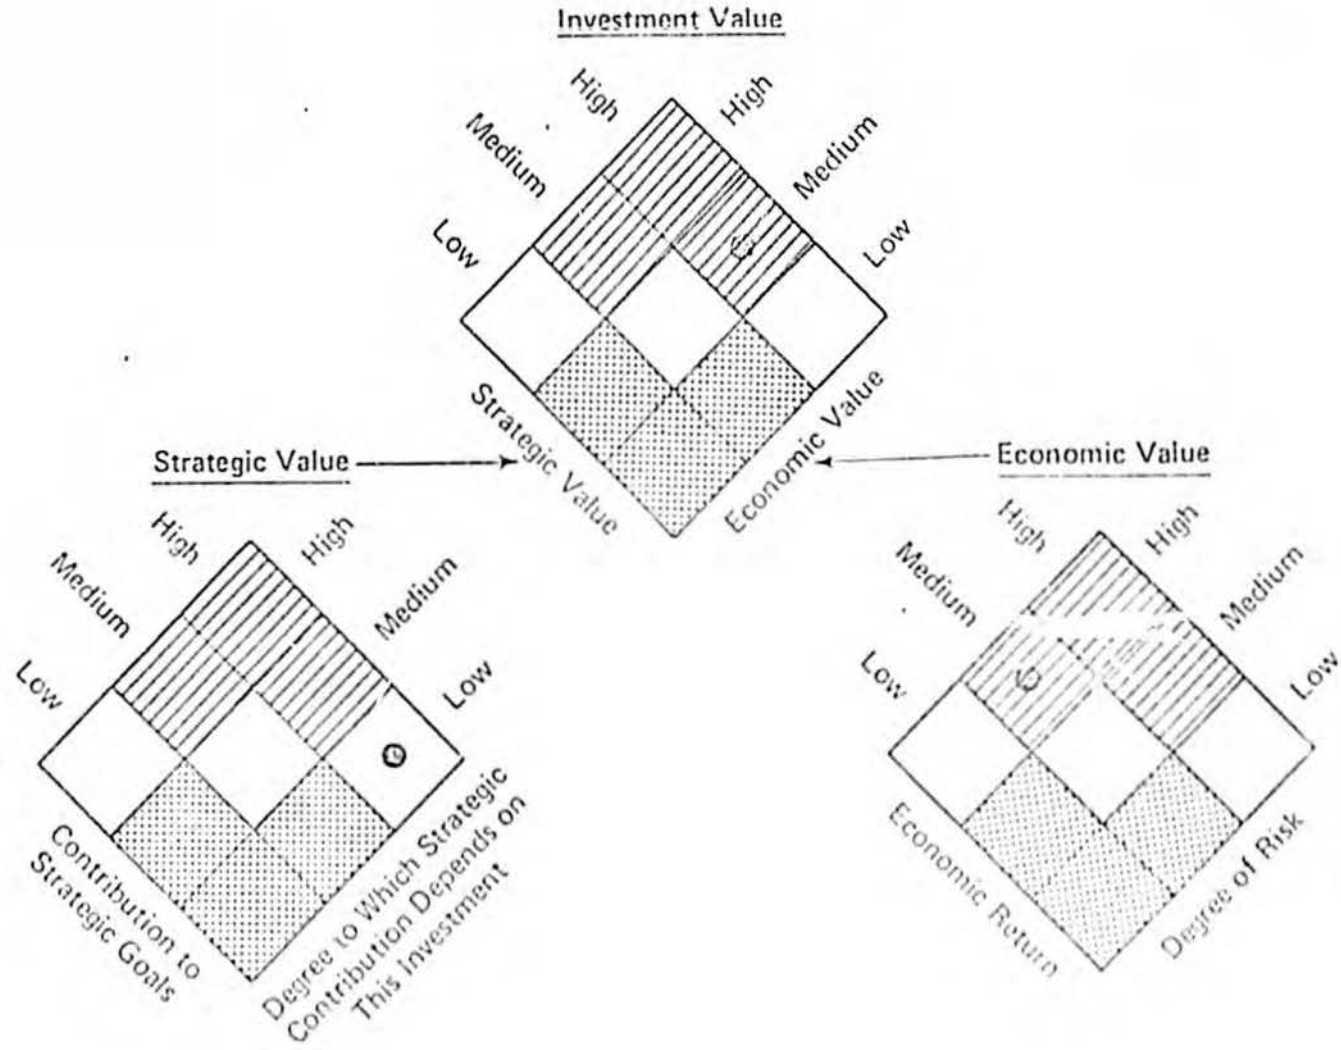 Investment Value
High
High
Medium
Medium
Low
Low
Strategic Value
Economic Value
Strategic Value
Economic Value
High
High
Medium
Medium
Low
Low
Contribution to
Strategic Goals
Degree to Which Strategic
Contribution Depends on
This Investment
High
High
Medium
Medium
Low
Low
Economic Return
Degree of Risk